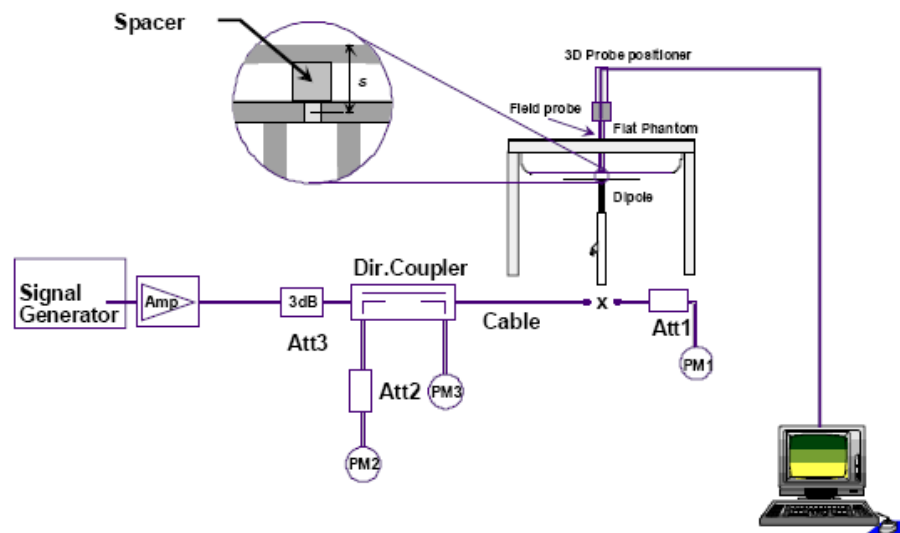 Spacer
s
3D Probe positioner
Field probe
Flat Phantom
Dipole
Signal
Generator
Amp
3dB
Att3
Dir.Coupler
Cable
X
Att1
PM1
Att2
PM3
PM2